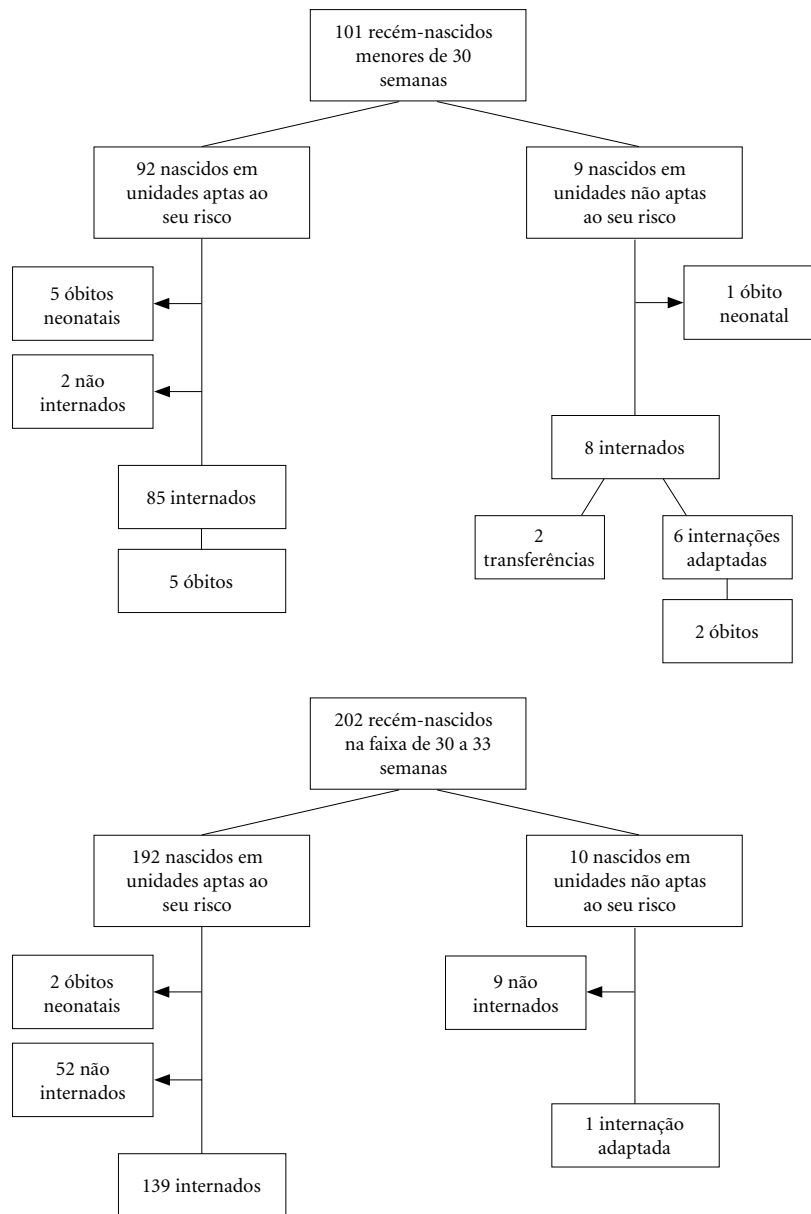 101 recém-nascidos
menores de 30
semanas
92 nascidos em
unidades aptas ao
seu risco
9 nascidos em
unidades não aptas
ao seu risco
5 óbitos
neonatais
1 óbito
neonatal
2 não
internados
8 internados
85 internados
2
transferências
6 internações
adaptadas
5 óbitos
2 óbitos
202 recém-nascidos
na faixa de 30 a 33
semanas
192 nascidos em
unidades aptas ao
seu risco
10 nascidos em
unidades não aptas
ao seu risco
2 óbitos
neonatais
9 não
internados
52 não
internados
1 internação
adaptada
139 internados